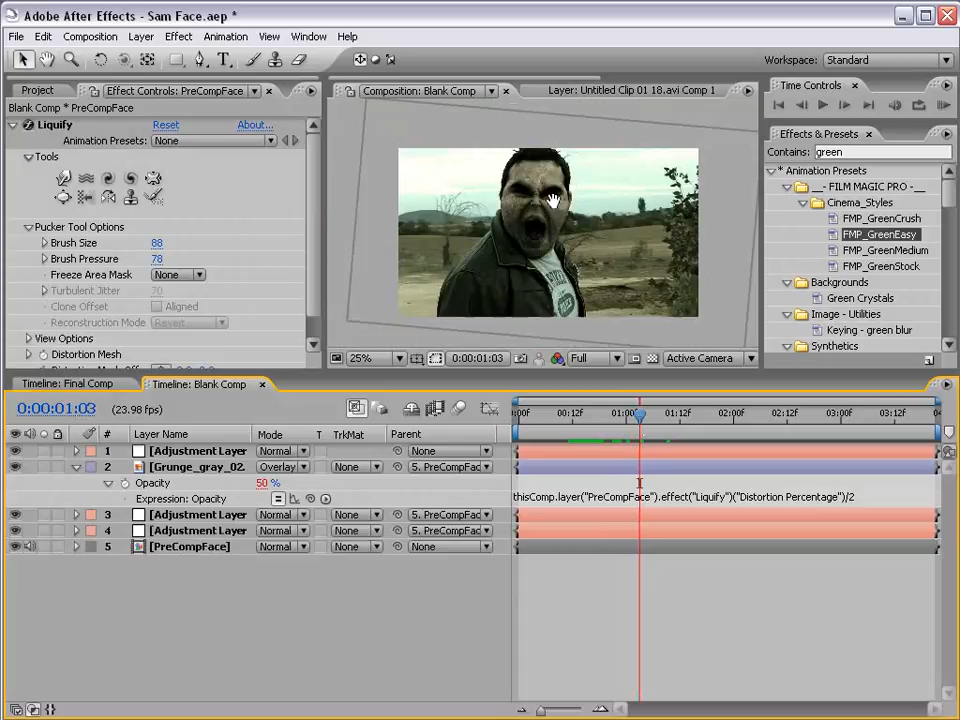 Adobe After Effects - Sam Face.aep *
File Edit Composition Layer Effect Animation View Window Help
Workspace: Standard
Project Effect Controls: PreCompFace
Composition: Blank Comp Layer: Untitled Clip 01 18.avi Comp 1
Time Controls
Blank Comp * PreCompFace
Liquify Reset About...
Animation Presets: None
Tools
Pucker Tool Options
Brush Size 88
Brush Pressure 78
Freeze Area Mask None
Turbulent Jitter 70
Clone Offset Aligned
Reconstruction Mode Revert
View Options
Distortion Mesh
25% 0:00:01:03 Full Active Camera
Effects & Presets
Contains: green
* Animation Presets
__- FILM MAGIC PRO -__
Cinema_Styles
FMP_GreenCrush
FMP_GreenEasy
FMP_GreenMedium
FMP_GreenStock
Backgrounds
Green Crystals
Image - Utilities
Keying - green blur
Synthetics
Timeline: Final Comp Timeline: Blank Comp
0:00:01:03 (23.98 fps)
:00f 00:12f 01:00f 01:12f 02:00f 02:12f 03:00f 03:12f 04
# Layer Name Mode T TrkMat Parent
1 [Adjustment Layer Normal None
2 [Grunge_gray_02. Overlay None 5. PreCompFac
Opacity 50 %
Expression: Opacity thisComp.layer("PreCompFace").effect("Liquify")("Distortion Percentage")/2
3 [Adjustment Layer Normal None 5. PreCompFac
4 [Adjustment Layer Normal None 5. PreCompFac
5 [PreCompFace] Normal None None